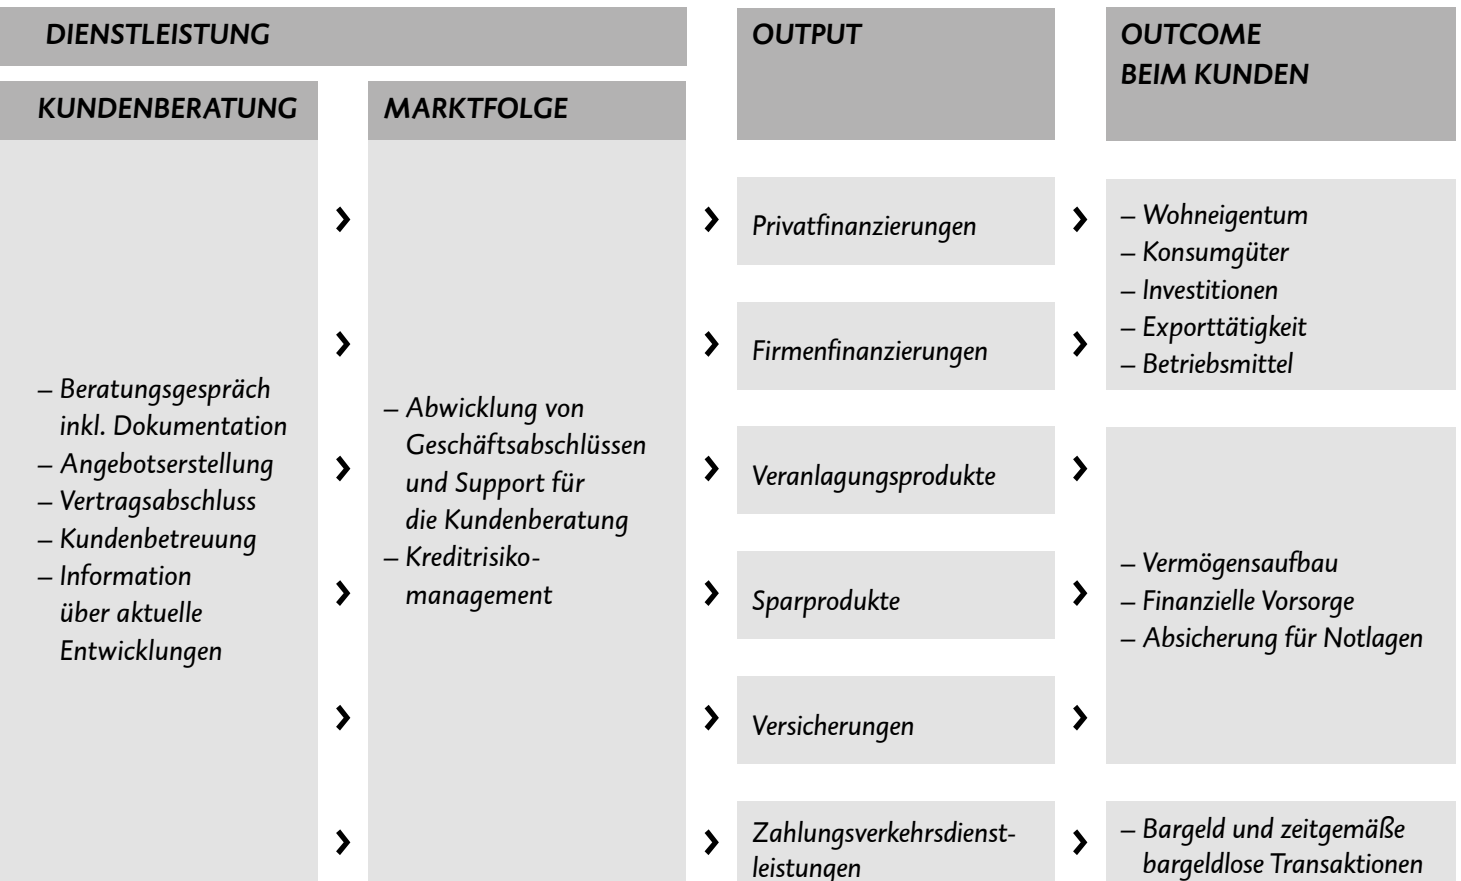 DIENSTLEISTUNG
KUNDENBERATUNG
– Beratungsgespräch
inkl. Dokumentation
– Angebotserstellung
– Vertragsabschluss
– Kundenbetreuung
– Information
über aktuelle
Entwicklungen
MARKTFOLGE
– Abwicklung von
Geschäftsabschlüssen
und Support für
die Kundenberatung
– Kreditrisiko-
management
OUTPUT
Privatfinanzierungen
Firmenfinanzierungen
Veranlagungsprodukte
Sparprodukte
Versicherungen
Zahlungsverkehrsdienst-
leistungen
OUTCOME
BEIM KUNDEN
– Wohneigentum
– Konsumgüter
– Investitionen
– Exporttätigkeit
– Betriebsmittel
– Vermögensaufbau
– Finanzielle Vorsorge
– Absicherung für Notlagen
– Bargeld und zeitgemäße
bargeldlose Transaktionen